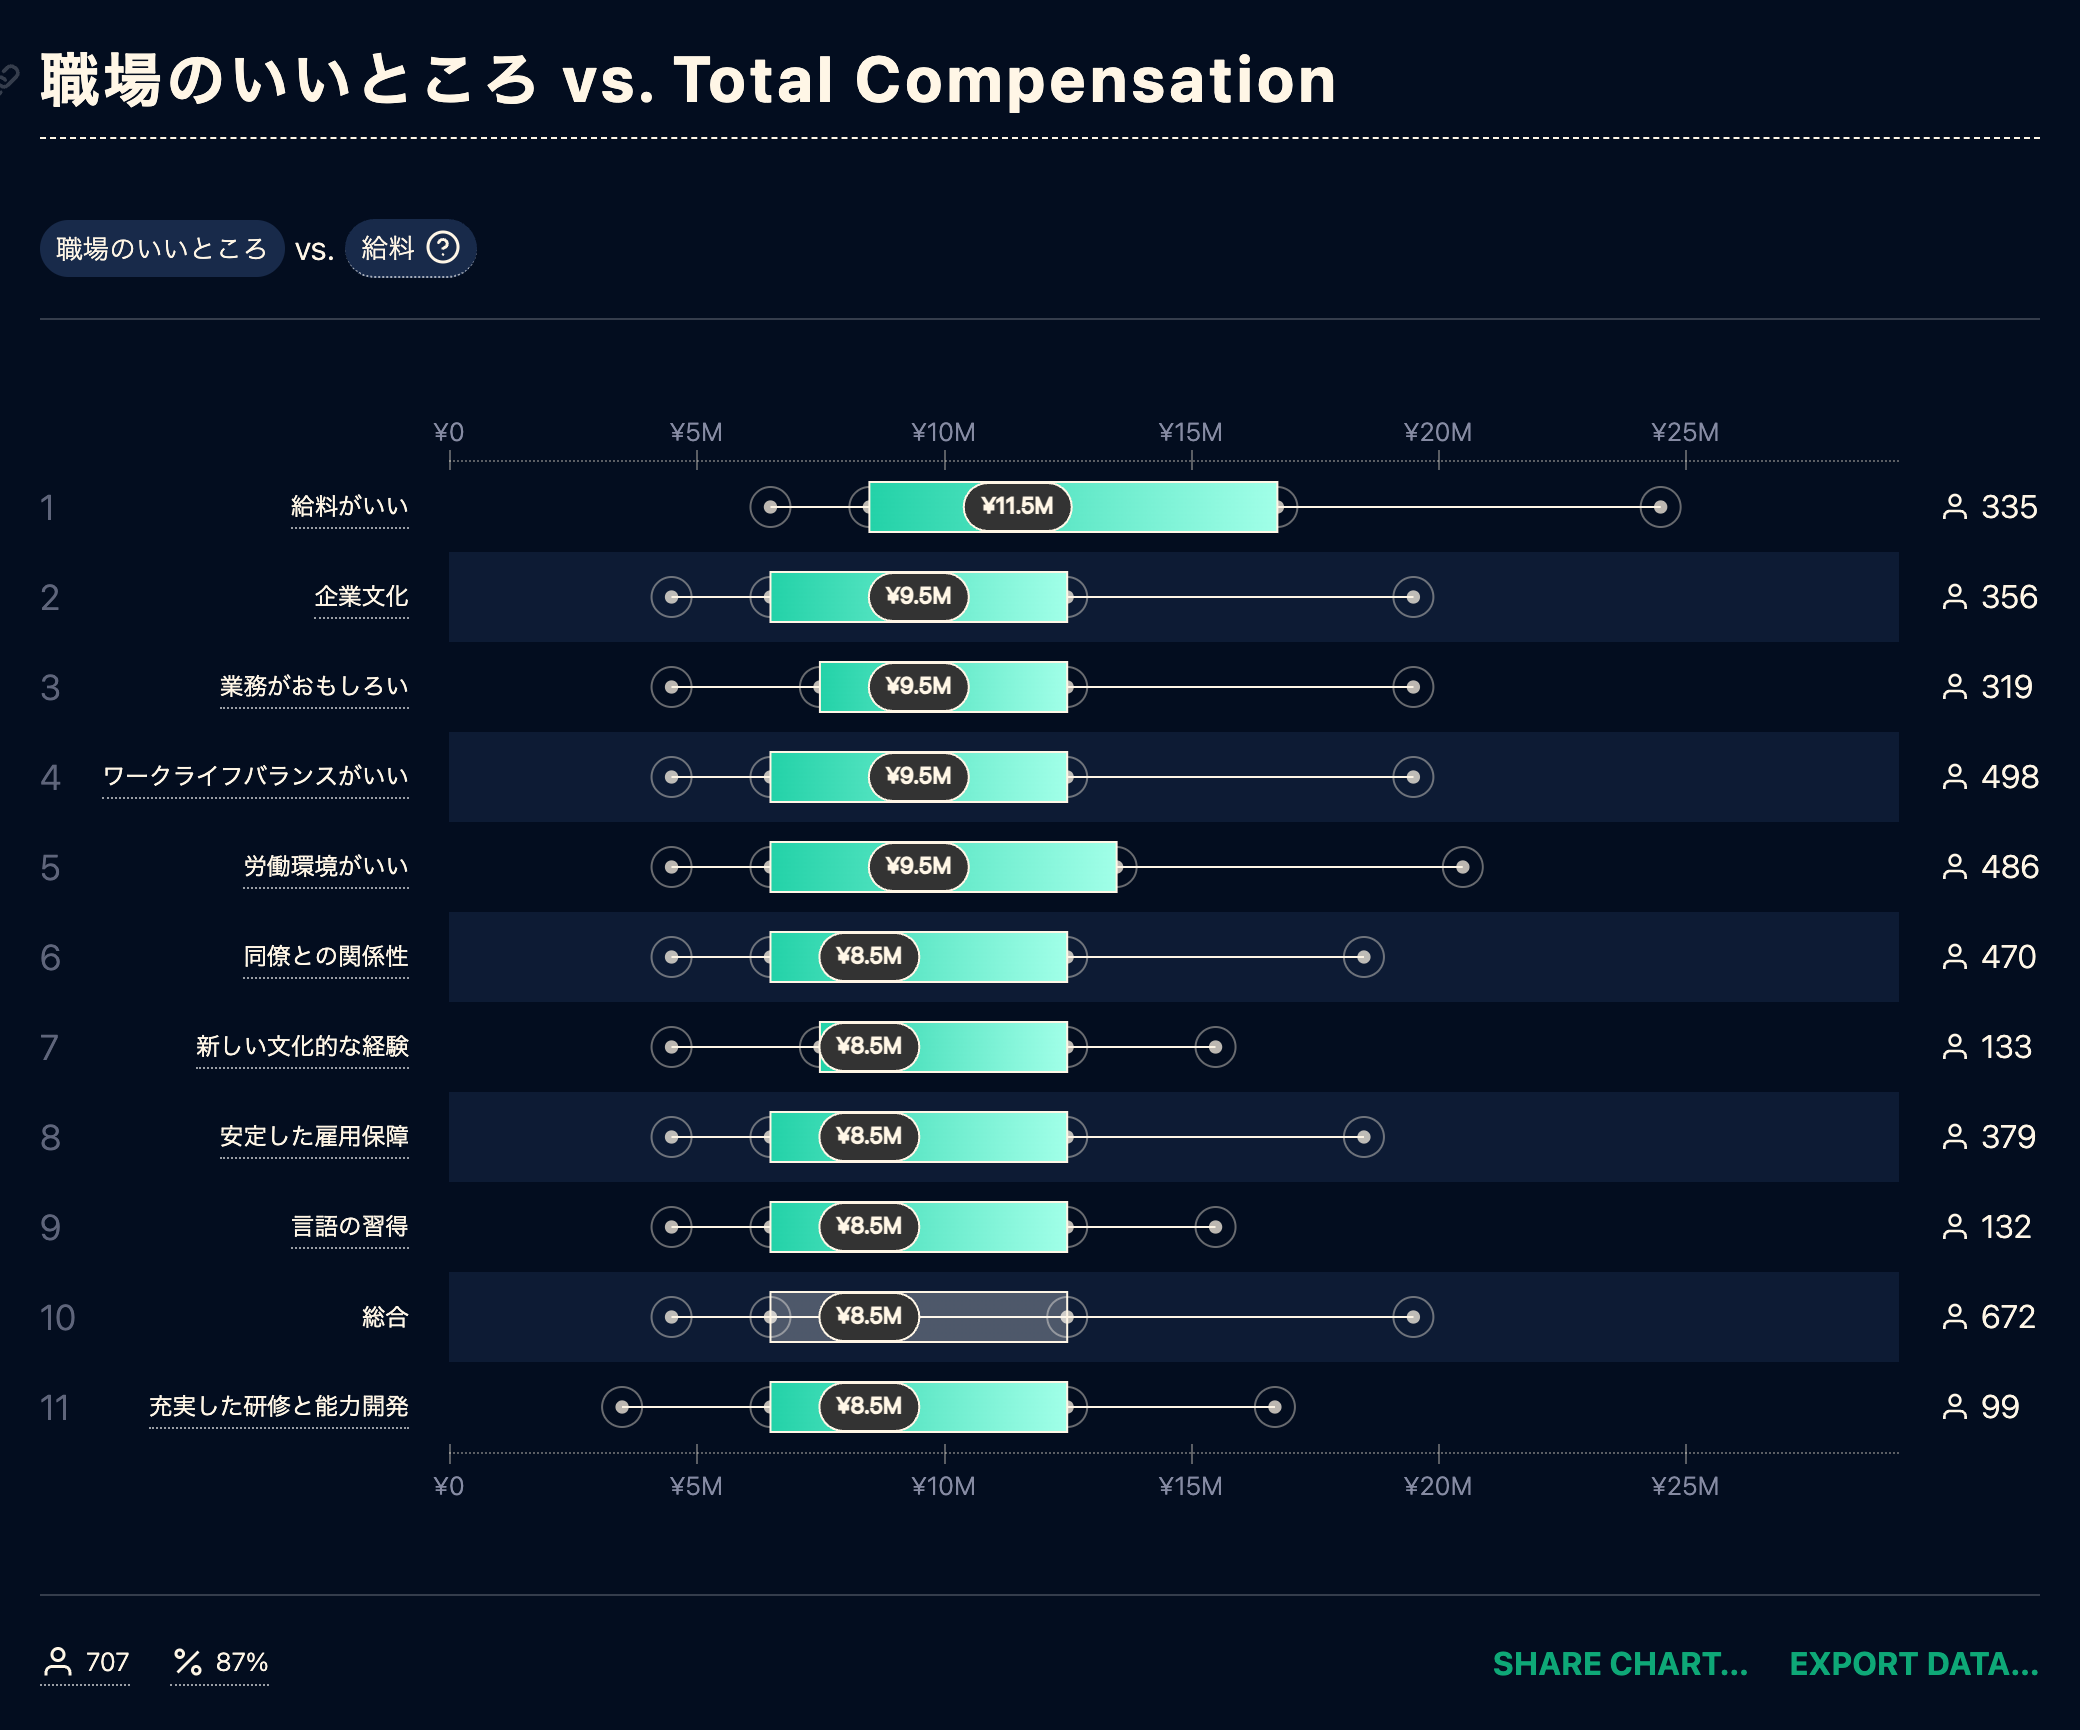 職場のいいところ vs. Total Compensation
職場のいいところ vs. 給料 ?
¥0 ¥5M ¥10M ¥15M ¥20M ¥25M
1 給料がいい ¥11.5M 335
2 企業文化 ¥9.5M 356
3 業務がおもしろい ¥9.5M 319
4 ワークライフバランスがいい ¥9.5M 498
5 労働環境がいい ¥9.5M 486
6 同僚との関係性 ¥8.5M 470
7 新しい文化的な経験 ¥8.5M 133
8 安定した雇用保障 ¥8.5M 379
9 言語の習得 ¥8.5M 132
10 総合 ¥8.5M 672
11 充実した研修と能力開発 ¥8.5M 99
¥0 ¥5M ¥10M ¥15M ¥20M ¥25M
707 % 87% SHARE CHART... EXPORT DATA...